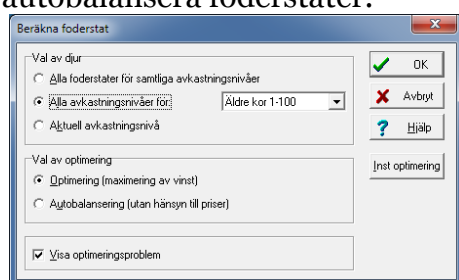 autobalansera foderstater.
Beräkna foderstat
Val av djur
Alla foderstater för samtliga avkastningsnivåer
Alla avkastningsnivåer för:
Äldre kor 1-100
Aktuell avkastningsnivå
Val av optimering
Optimering (maximering av vinst)
Autobalansering (utan hänsyn till priser)
Visa optimeringsproblem
OK
Avbryt
Hjälp
Inst optimering